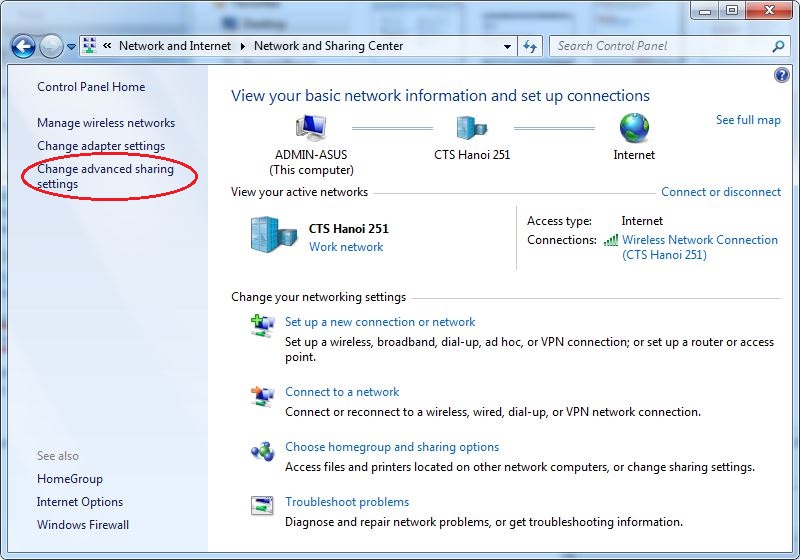 « Network and Internet Network and Sharing Center
Search Control Panel
Control Panel Home
Manage wireless networks
Change adapter settings
Change advanced sharing
settings
See also
HomeGroup
Internet Options
Windows Firewall
View your basic network information and set up connections
See full map
ADMIN-ASUS
(This computer)
CTS Hanoi 251
Internet
View your active networks
Connect or disconnect
CTS Hanoi 251
Work network
Access type: Internet
Connections: Wireless Network Connection
(CTS Hanoi 251)
Change your networking settings
Set up a new connection or network
Set up a wireless, broadband, dial-up, ad hoc, or VPN connection; or set up a router or access
point.
Connect to a network
Connect or reconnect to a wireless, wired, dial-up, or VPN network connection.
Choose homegroup and sharing options
Access files and printers located on other network computers, or change sharing settings.
Troubleshoot problems
Diagnose and repair network problems, or get troubleshooting information.